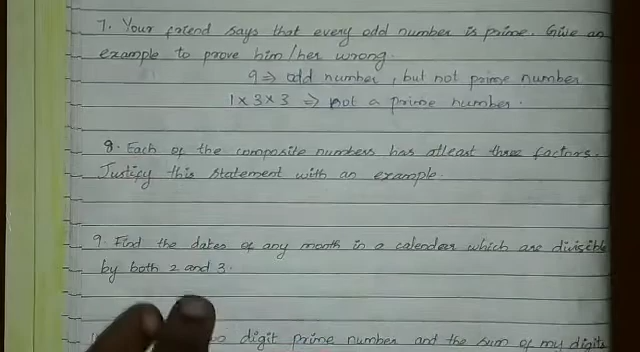 7. Your friend says that every odd number is prime. Give an
example to prove him/her wrong.
9 ⇒ odd number, but not prime number
1 × 3 × 3 ⇒ not a prime number.
8. Each of the composite numbers has atleast three factors.
Justify this statement with an example.
9. Find the dates of any month in a calender which are divisible
by both 2 and 3.
digit prime number and the sum of my digits